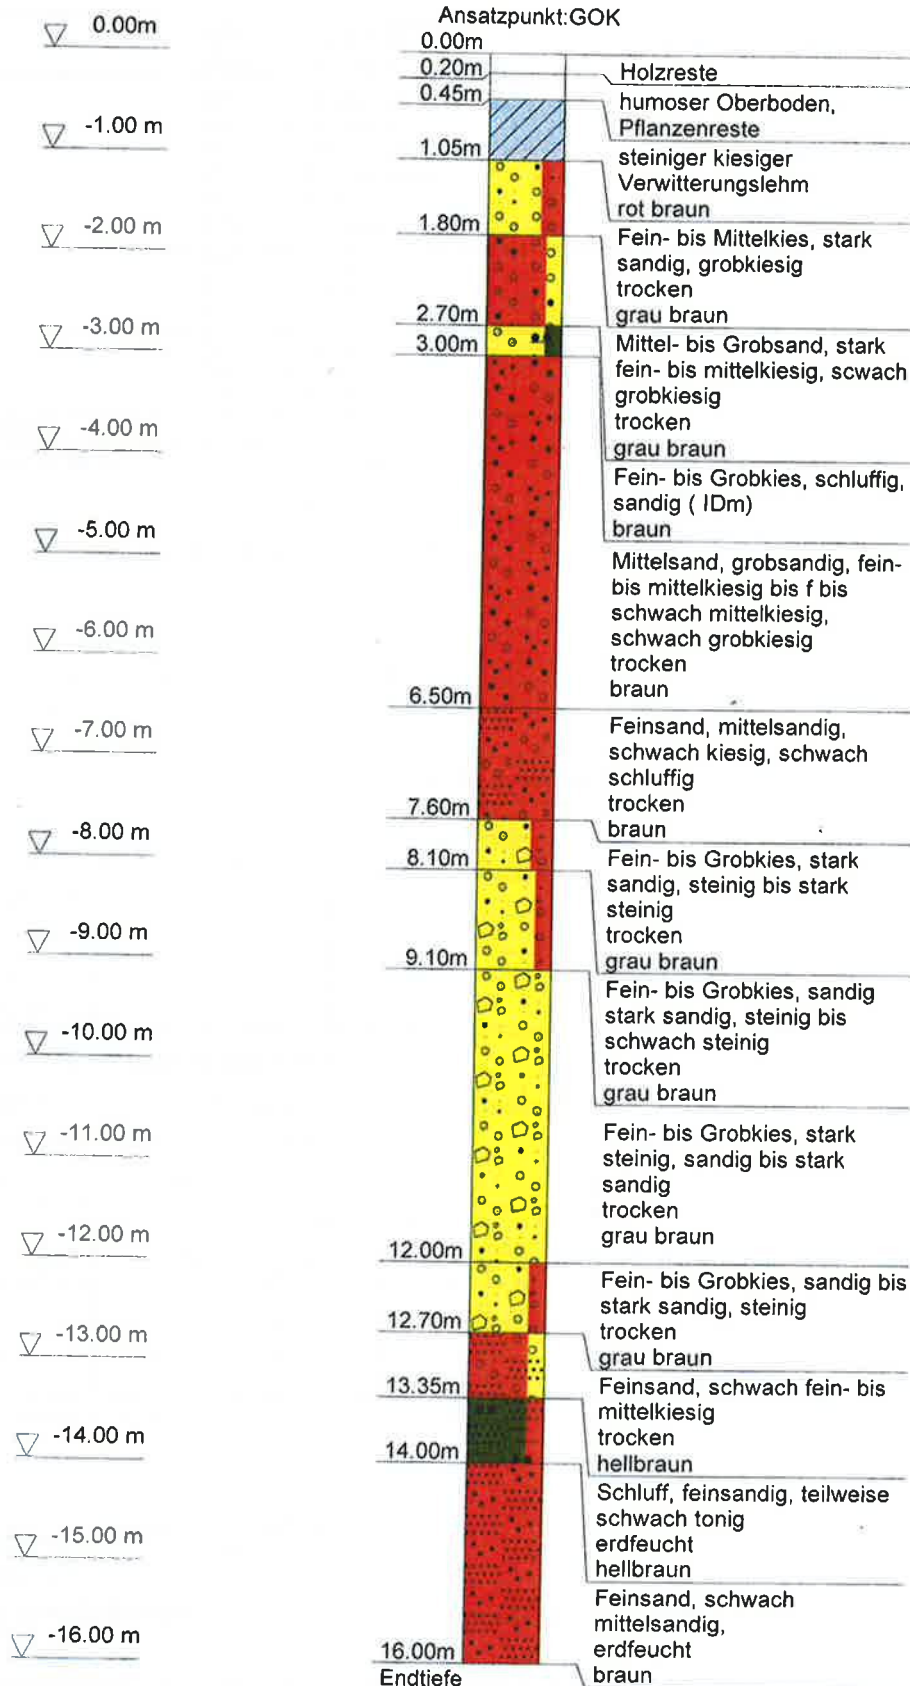 Ansatzpunkt:GOK
0.00m
0.00m
0.20m
Holzreste
0.45m
humoser Oberboden,
Pflanzenreste
-1.00 m
1.05m
steiniger kiesiger
Verwitterungslehm
rot braun
-2.00 m
1.80m
Fein- bis Mittelkies, stark
sandig, grobkiesig
trocken
grau braun
2.70m
-3.00 m
3.00m
Mittel- bis Grobsand, stark
fein- bis mittelkiesig, scwach
grobkiesig
trocken
grau braun
-4.00 m
Fein- bis Grobkies, schluffig,
sandig ( IDm)
braun
-5.00 m
Mittelsand, grobsandig, fein-
bis mittelkiesig bis f bis
schwach mittelkiesig,
schwach grobkiesig
trocken
braun
-6.00 m
6.50m
-7.00 m
Feinsand, mittelsandig,
schwach kiesig, schwach
schluffig
trocken
braun
7.60m
-8.00 m
8.10m
Fein- bis Grobkies, stark
sandig, steinig bis stark
steinig
trocken
grau braun
-9.00 m
9.10m
Fein- bis Grobkies, sandig
stark sandig, steinig bis
schwach steinig
trocken
grau braun
-10.00 m
-11.00 m
Fein- bis Grobkies, stark
steinig, sandig bis stark
sandig
trocken
grau braun
-12.00 m
12.00m
Fein- bis Grobkies, sandig bis
stark sandig, steinig
trocken
grau braun
12.70m
-13.00 m
13.35m
Feinsand, schwach fein- bis
mittelkiesig
trocken
hellbraun
-14.00 m
14.00m
Schluff, feinsandig, teilweise
schwach tonig
erdfeucht
hellbraun
-15.00 m
Feinsand, schwach
mittelsandig,
erdfeucht
braun
-16.00 m
16.00m
Endtiefe